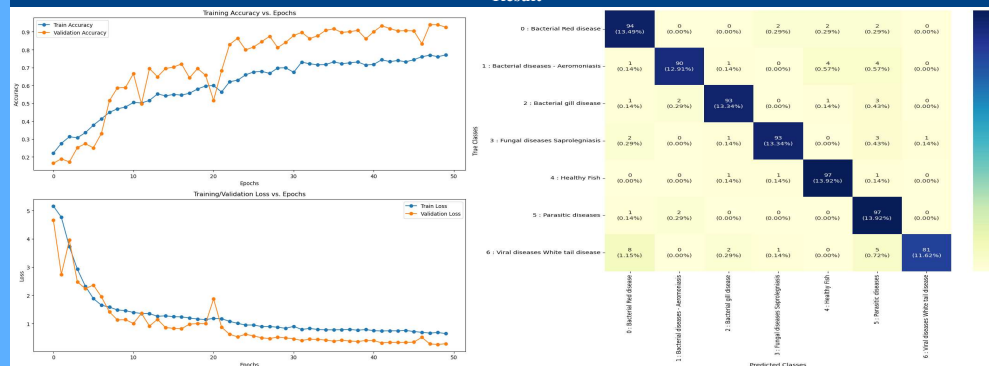 Result
Training Accuracy vs. Epochs
Train Accuracy
Validation Accuracy
Accuracy
0.9
0.8
0.7
0.6
0.5
0.4
0.3
0.2
0 10 20 30 40 50
Epochs
Training/Validation Loss vs. Epochs
Train Loss
Validation Loss
Loss
5
4
3
2
1
0 10 20 30 40 50
Epochs
True Classes
0 : Bacterial Red disease 94 0 0 2 2 2 0
(13.49%) (0.00%) (0.00%) (0.29%) (0.29%) (0.29%) (0.00%)
1 : Bacterial diseases - Aeromoniasis 1 90 1 0 4 4 0
(0.14%) (12.91%) (0.14%) (0.00%) (0.57%) (0.57%) (0.00%)
2 : Bacterial gill disease 1 2 93 0 1 3 0
(0.14%) (0.29%) (13.34%) (0.00%) (0.14%) (0.43%) (0.00%)
3 : Fungal diseases Saprolegniasis 2 0 1 93 0 3 1
(0.29%) (0.00%) (0.14%) (13.34%) (0.00%) (0.43%) (0.14%)
4 : Healthy Fish 0 0 1 1 97 1 0
(0.00%) (0.00%) (0.14%) (0.14%) (13.92%) (0.14%) (0.00%)
5 : Parasitic diseases 1 2 0 0 0 97 0
(0.14%) (0.29%) (0.00%) (0.00%) (0.00%) (13.92%) (0.00%)
6 : Viral diseases White tail disease 8 0 2 1 0 5 81
(1.15%) (0.00%) (0.29%) (0.14%) (0.00%) (0.72%) (11.62%)
0 : Bacterial Red disease
1 : Bacterial diseases - Aeromoniasis
2 : Bacterial gill disease
3 : Fungal diseases Saprolegniasis
4 : Healthy Fish
5 : Parasitic diseases
6 : Viral diseases White tail disease
Predicted Classes